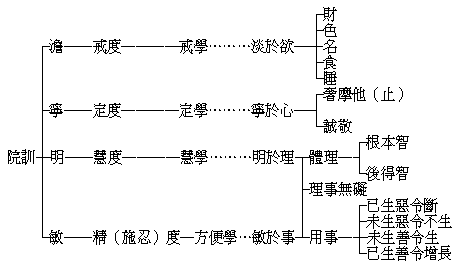 財
色
澹 戒度 戒學………淡於欲 名
食
睡
奢摩他（止）
寧 定度 定學………寧於心
誠敬
根本智
院訓 明 慧度 慧學………明於理 體理
後得智
理事無礙
已生惡令斷
未生惡令不生
敏 精（施忍）度 方便學………敏於事 用事 未生善令生
已生善令增長